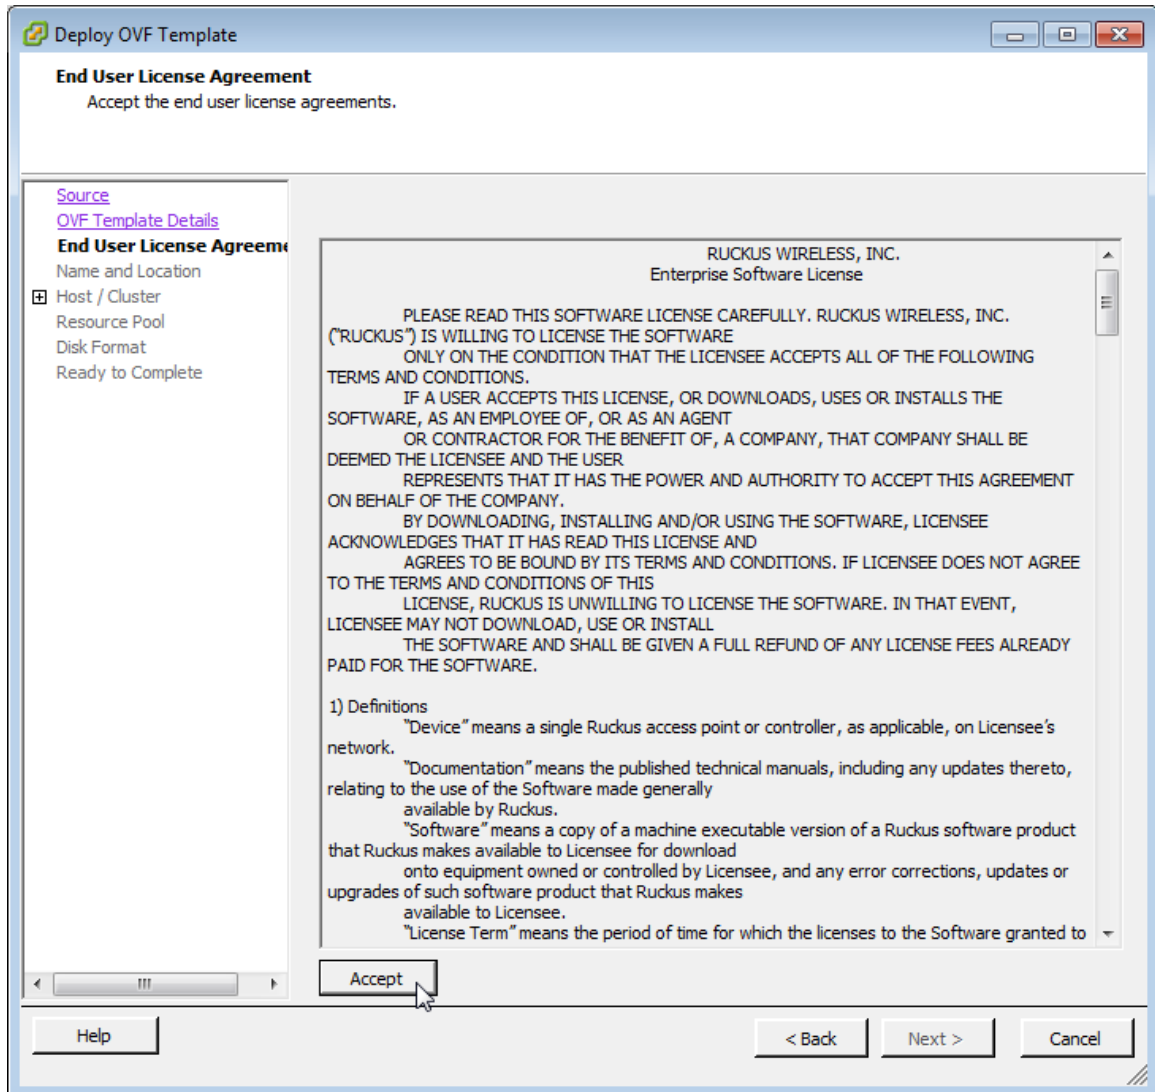 Deploy OVF Template
End User License Agreement
Accept the end user license agreements.
Source
OVF Template Details
End User License Agreeme
Name and Location
Host / Cluster
Resource Pool
Disk Format
Ready to Complete
RUCKUS WIRELESS, INC.
Enterprise Software License
PLEASE READ THIS SOFTWARE LICENSE CAREFULLY. RUCKUS WIRELESS, INC.
("RUCKUS") IS WILLING TO LICENSE THE SOFTWARE
ONLY ON THE CONDITION THAT THE LICENSEE ACCEPTS ALL OF THE FOLLOWING
TERMS AND CONDITIONS.
IF A USER ACCEPTS THIS LICENSE, OR DOWNLOADS, USES OR INSTALLS THE
SOFTWARE, AS AN EMPLOYEE OF, OR AS AN AGENT
OR CONTRACTOR FOR THE BENEFIT OF, A COMPANY, THAT COMPANY SHALL BE
DEEMED THE LICENSEE AND THE USER
REPRESENTS THAT IT HAS THE POWER AND AUTHORITY TO ACCEPT THIS AGREEMENT
ON BEHALF OF THE COMPANY.
BY DOWNLOADING, INSTALLING AND/OR USING THE SOFTWARE, LICENSEE
ACKNOWLEDGES THAT IT HAS READ THIS LICENSE AND
AGREES TO BE BOUND BY ITS TERMS AND CONDITIONS. IF LICENSEE DOES NOT AGREE
TO THE TERMS AND CONDITIONS OF THIS
LICENSE, RUCKUS IS UNWILLING TO LICENSE THE SOFTWARE. IN THAT EVENT,
LICENSEE MAY NOT DOWNLOAD, USE OR INSTALL
THE SOFTWARE AND SHALL BE GIVEN A FULL REFUND OF ANY LICENSE FEES ALREADY
PAID FOR THE SOFTWARE.
1) Definitions
"Device" means a single Ruckus access point or controller, as applicable, on Licensee's
network.
"Documentation" means the published technical manuals, including any updates thereto,
relating to the use of the Software made generally
available by Ruckus.
"Software" means a copy of a machine executable version of a Ruckus software product
that Ruckus makes available to Licensee for download
onto equipment owned or controlled by Licensee, and any error corrections, updates or
upgrades of such software product that Ruckus makes
available to Licensee.
"License Term" means the period of time for which the licenses to the Software granted to
Accept
Help
< Back
Next >
Cancel